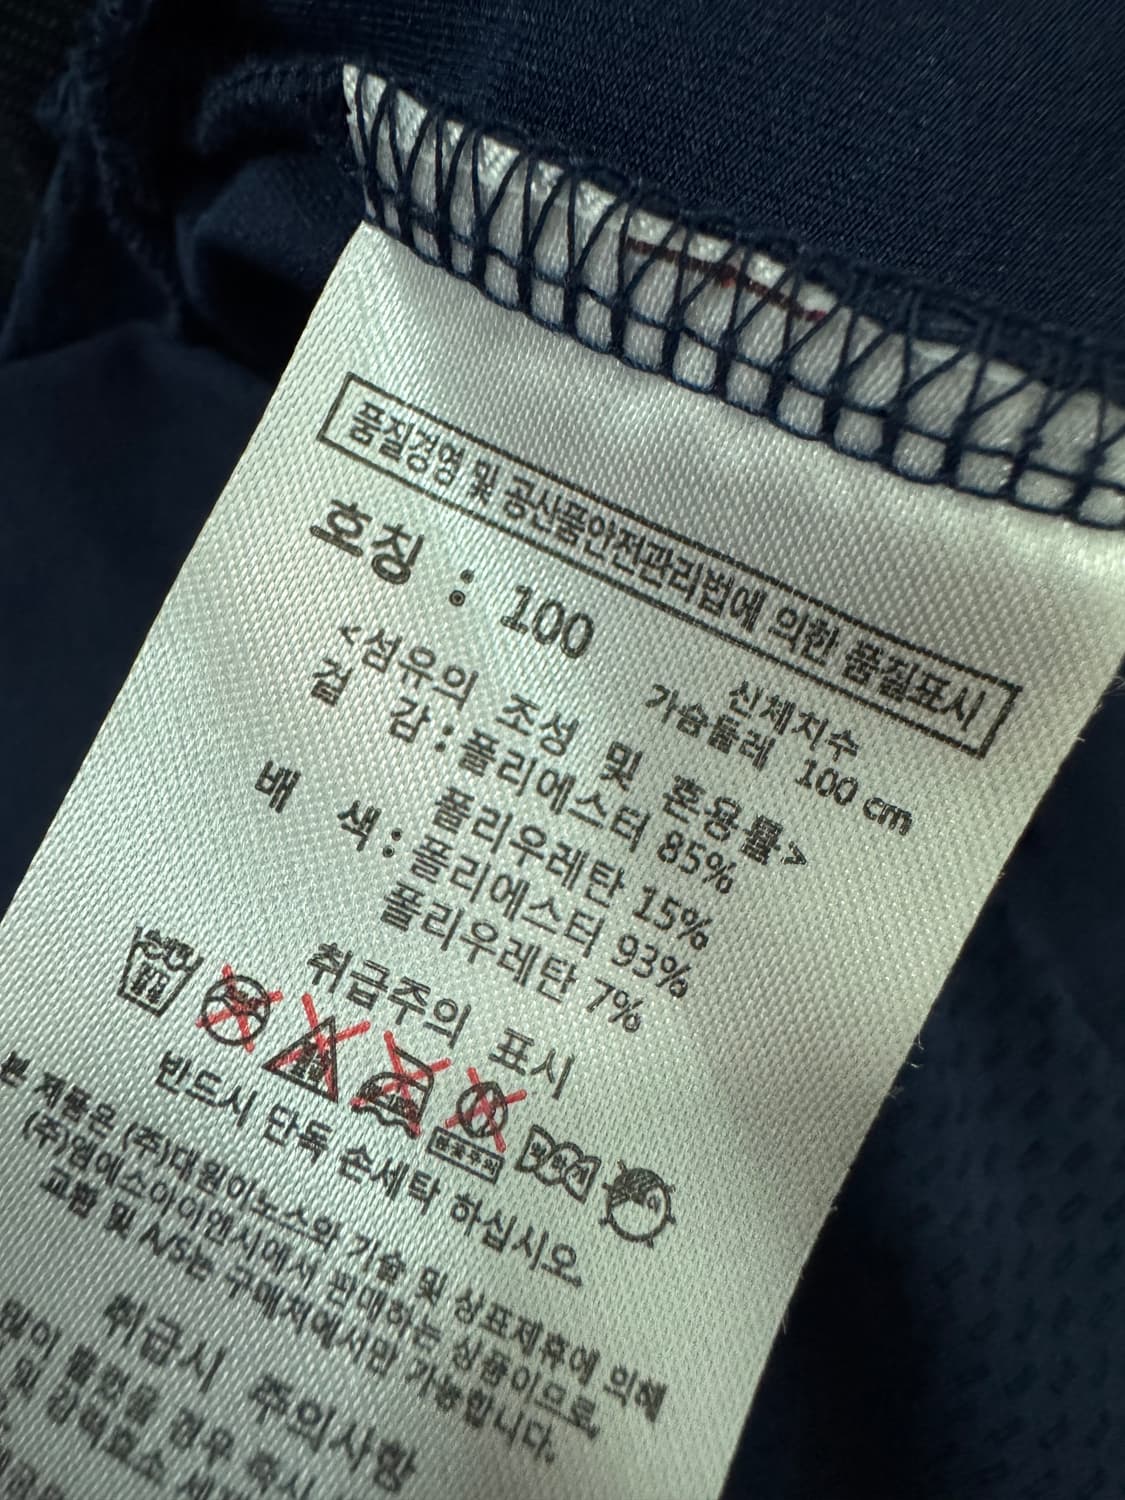 품질경영 및 공산품안전관리법에 의한 품질표시
호칭 : 100
신체치수
가슴둘레 100 cm
<섬유의 조성 및 혼용률>
겉 감 : 폴리에스터 85%
폴리우레탄 15%
배 색 : 폴리에스터 93%
폴리우레탄 7%
취급주의 표시
반드시 단독 손세탁 하십시오.
본 제품은 (주)대원이노스의 기술 및 상표제휴에 의해
(주)엠에스아이엔시에서 판매하는 상품이므로,
교환 및 A/S는 구매처에서만 가능합니다.
취급시 주의사항
경우 즉시
및